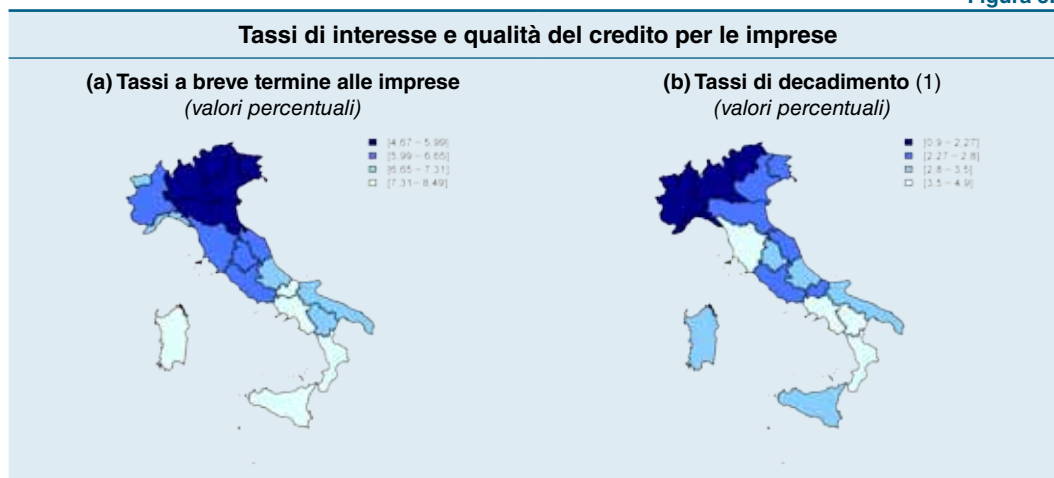 Figura
Tassi di interesse e qualità del credito per le imprese
(a) Tassi a breve termine alle imprese
(valori percentuali)
[4.67 – 5.99]
[5.99 – 6.65]
[6.65 – 7.31]
[7.31 – 8.49]
(b) Tassi di decadimento (1)
(valori percentuali)
[0.9 – 2.27]
[2.27 – 2.8]
[2.8 – 3.5]
[3.5 – 4.9]